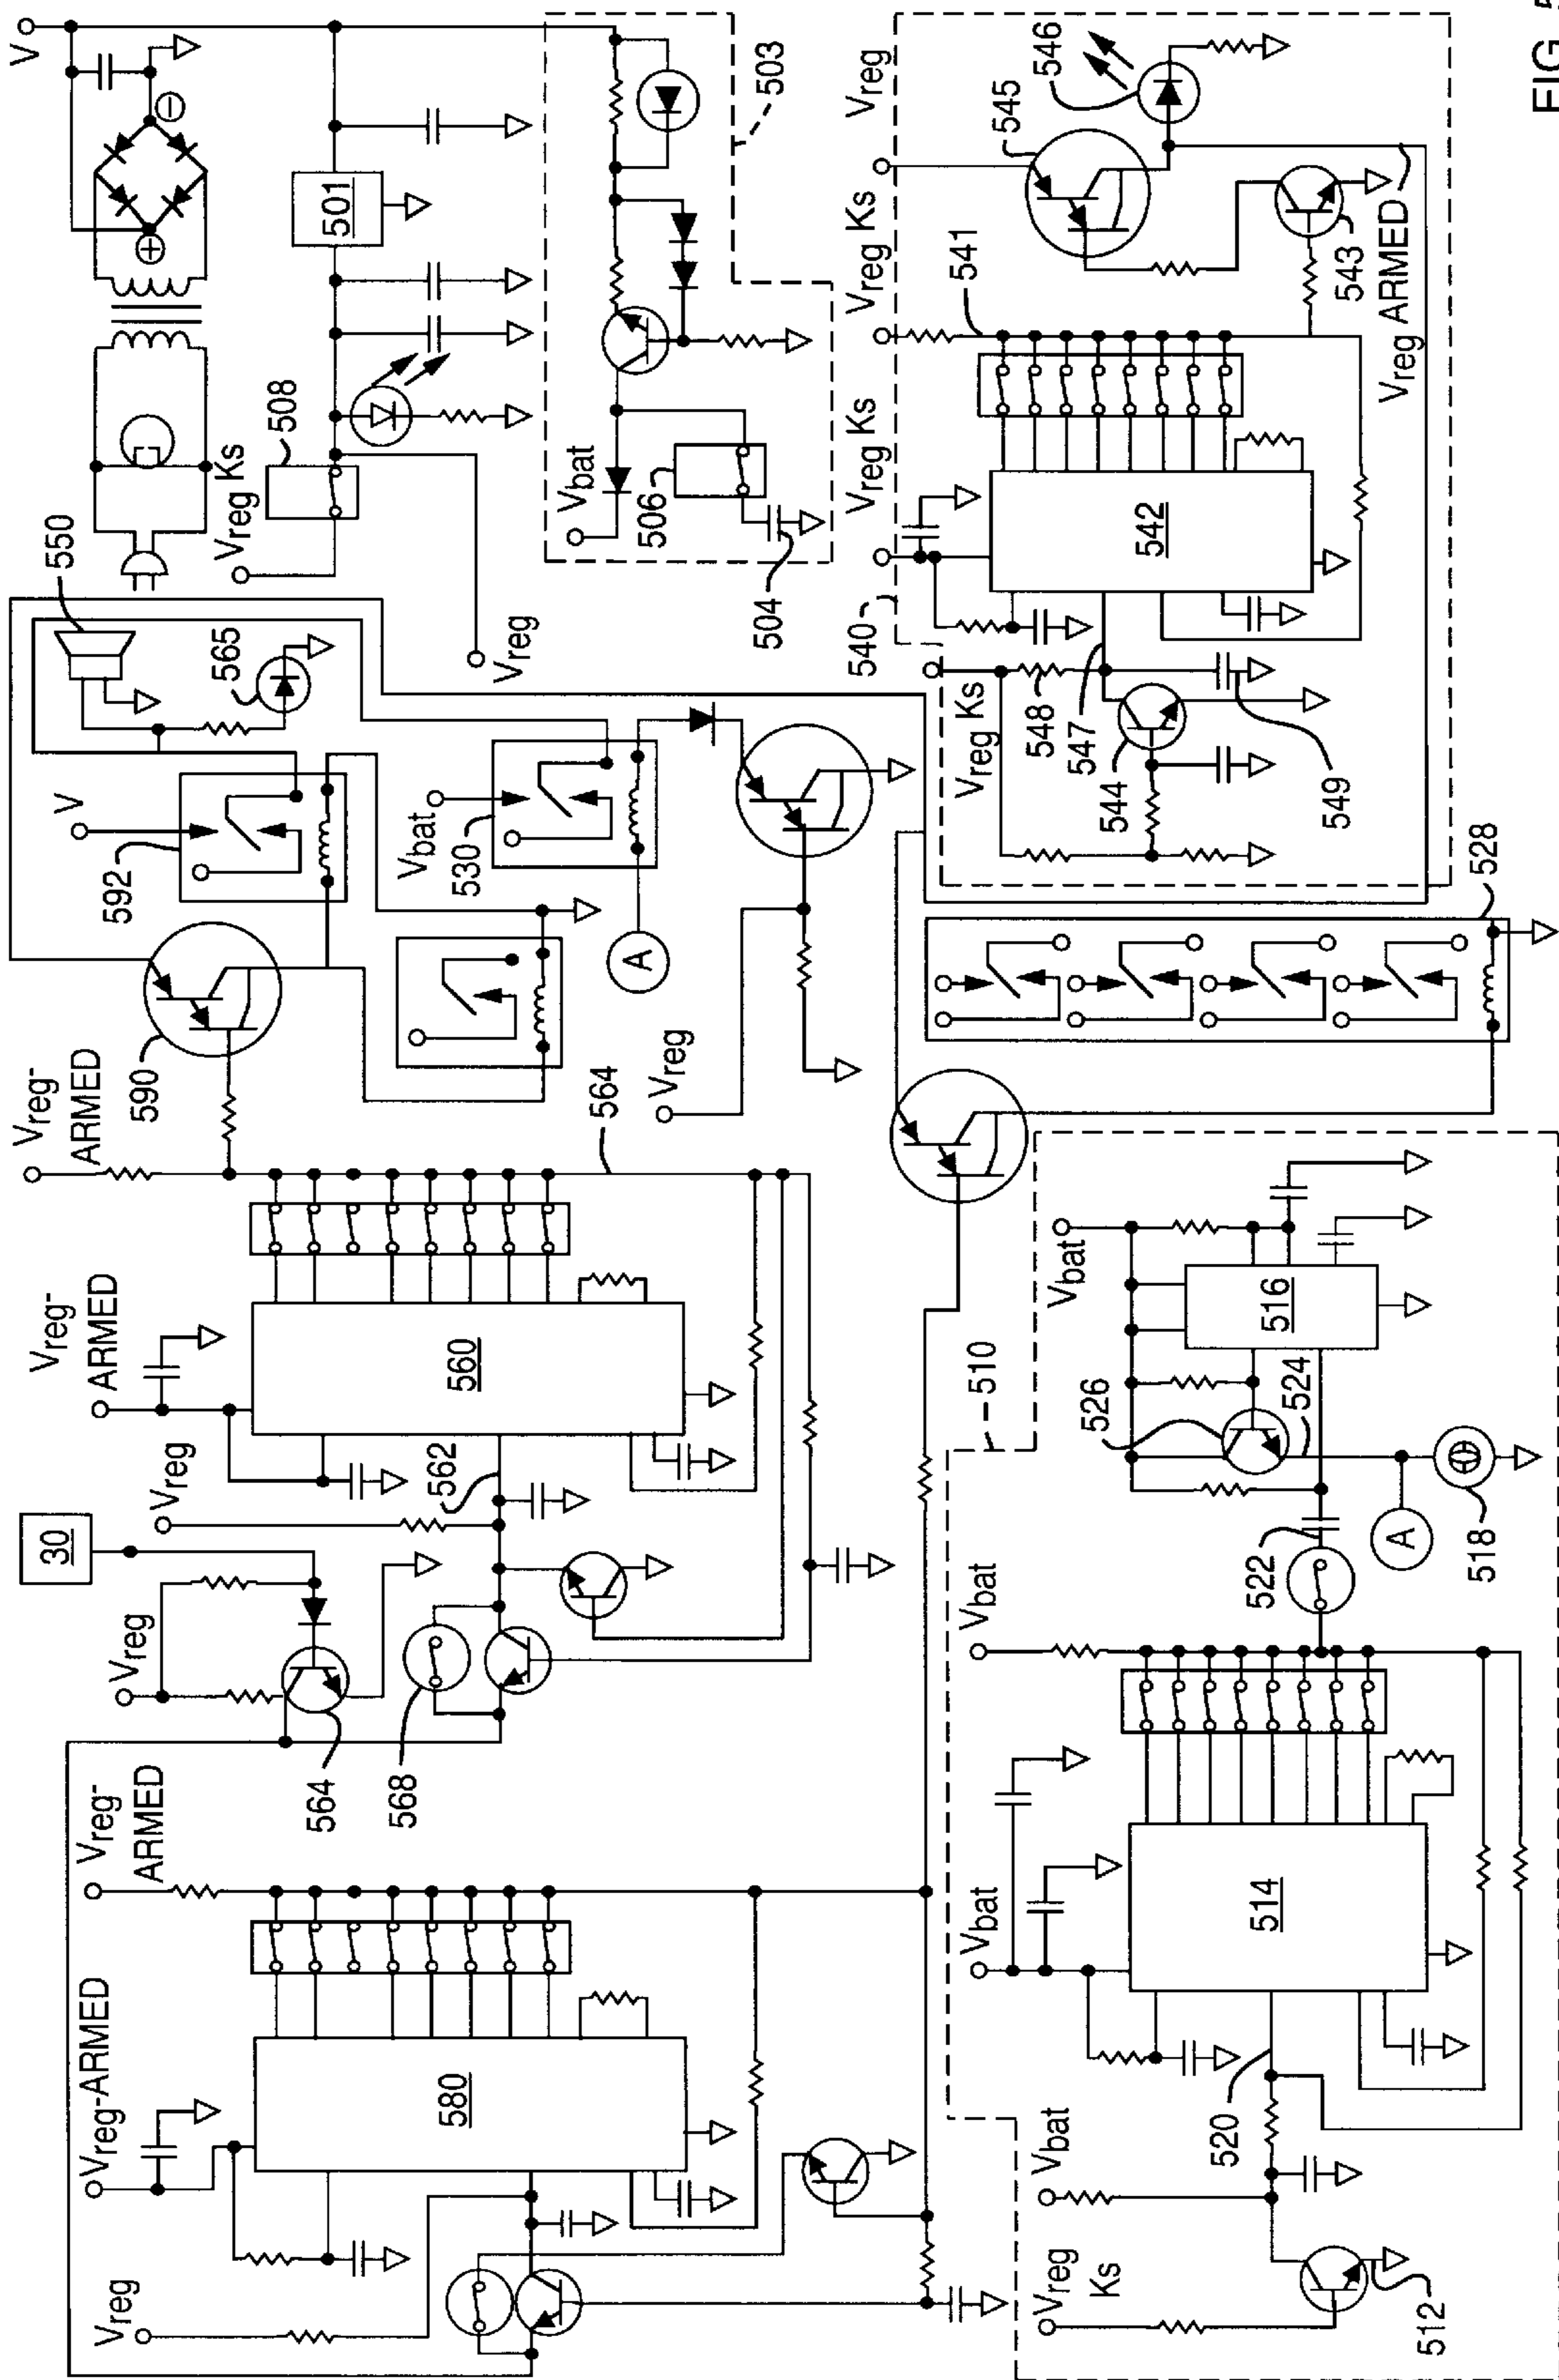 V
501
503
Vbat
506
504
508
Vreg Ks
Vreg
550
565
V
592
Vbat
530
A
590
Vreg
Vreg-
ARMED
564
Vreg-
ARMED
560
562
Vreg
30
Vreg
564
568
Vreg-
ARMED
Vreg-ARMED
580
Vreg
Vreg
Vreg Ks
Vreg Ks
545
546
541
543
542
Vreg ARMED
540
Vreg Ks
548
547
544
549
528
510
Vbat
516
526
524
A
518
522
Vbat
Vbat
514
520
Vbat
Vreg
Ks
512
FIG